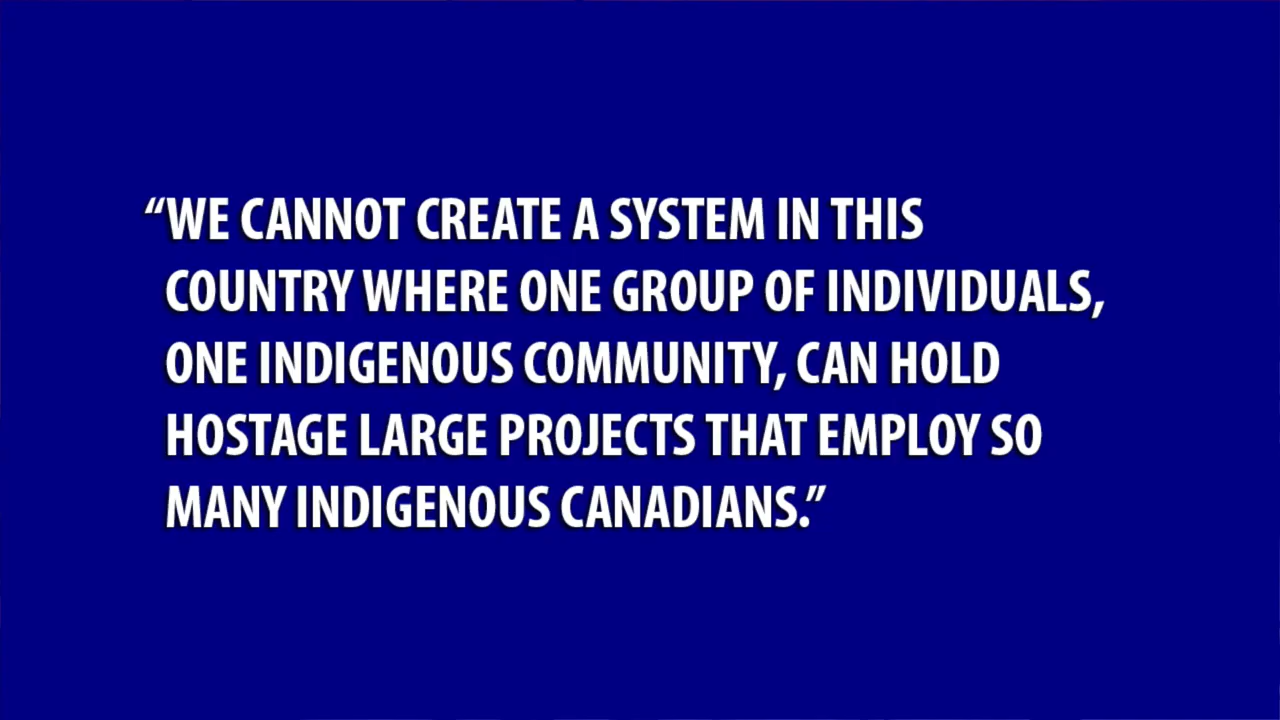 “WE CANNOT CREATE A SYSTEM IN THIS
COUNTRY WHERE ONE GROUP OF INDIVIDUALS,
ONE INDIGENOUS COMMUNITY, CAN HOLD
HOSTAGE LARGE PROJECTS THAT EMPLOY SO
MANY INDIGENOUS CANADIANS.”